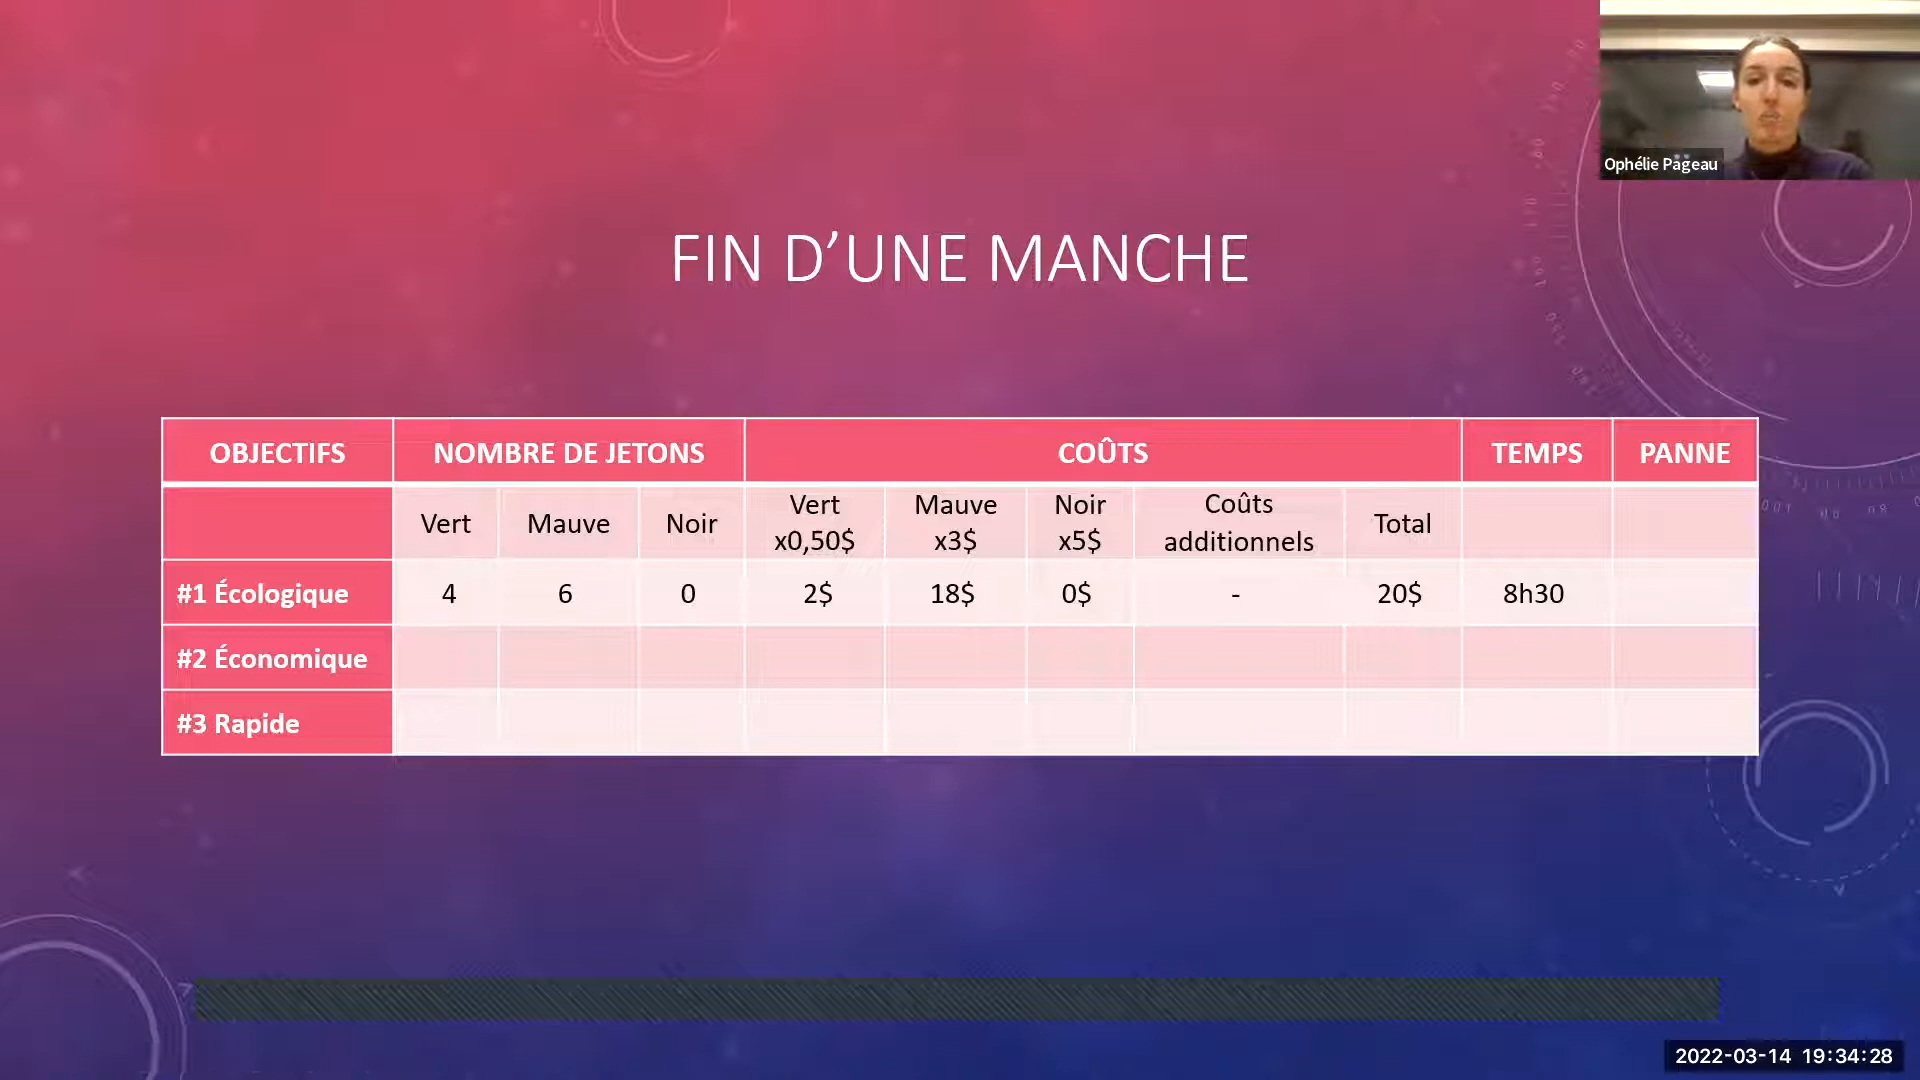 Ophélie Pageau
FIN D’UNE MANCHE
OBJECTIFS NOMBRE DE JETONS COÛTS TEMPS PANNE
Vert Mauve Noir Vert x0,50$ Mauve x3$ Noir x5$ Coûts additionnels Total
#1 Écologique 4 6 0 2$ 18$ 0$ - 20$ 8h30
#2 Économique
#3 Rapide
2022-03-14 19:34:28